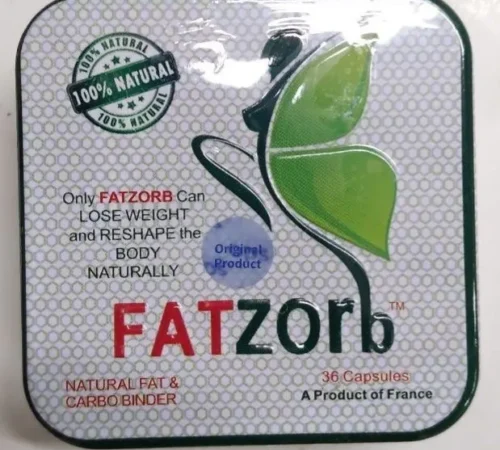 100% NATURAL
100% NATURAL
100% NATURAL
Only FATZORB Can
LOSE WEIGHT
and RESHAPE the
BODY
NATURALLY
Original
Product
FATzorb™
NATURAL FAT &
CARBO BINDER
36 Capsules
A Product of France